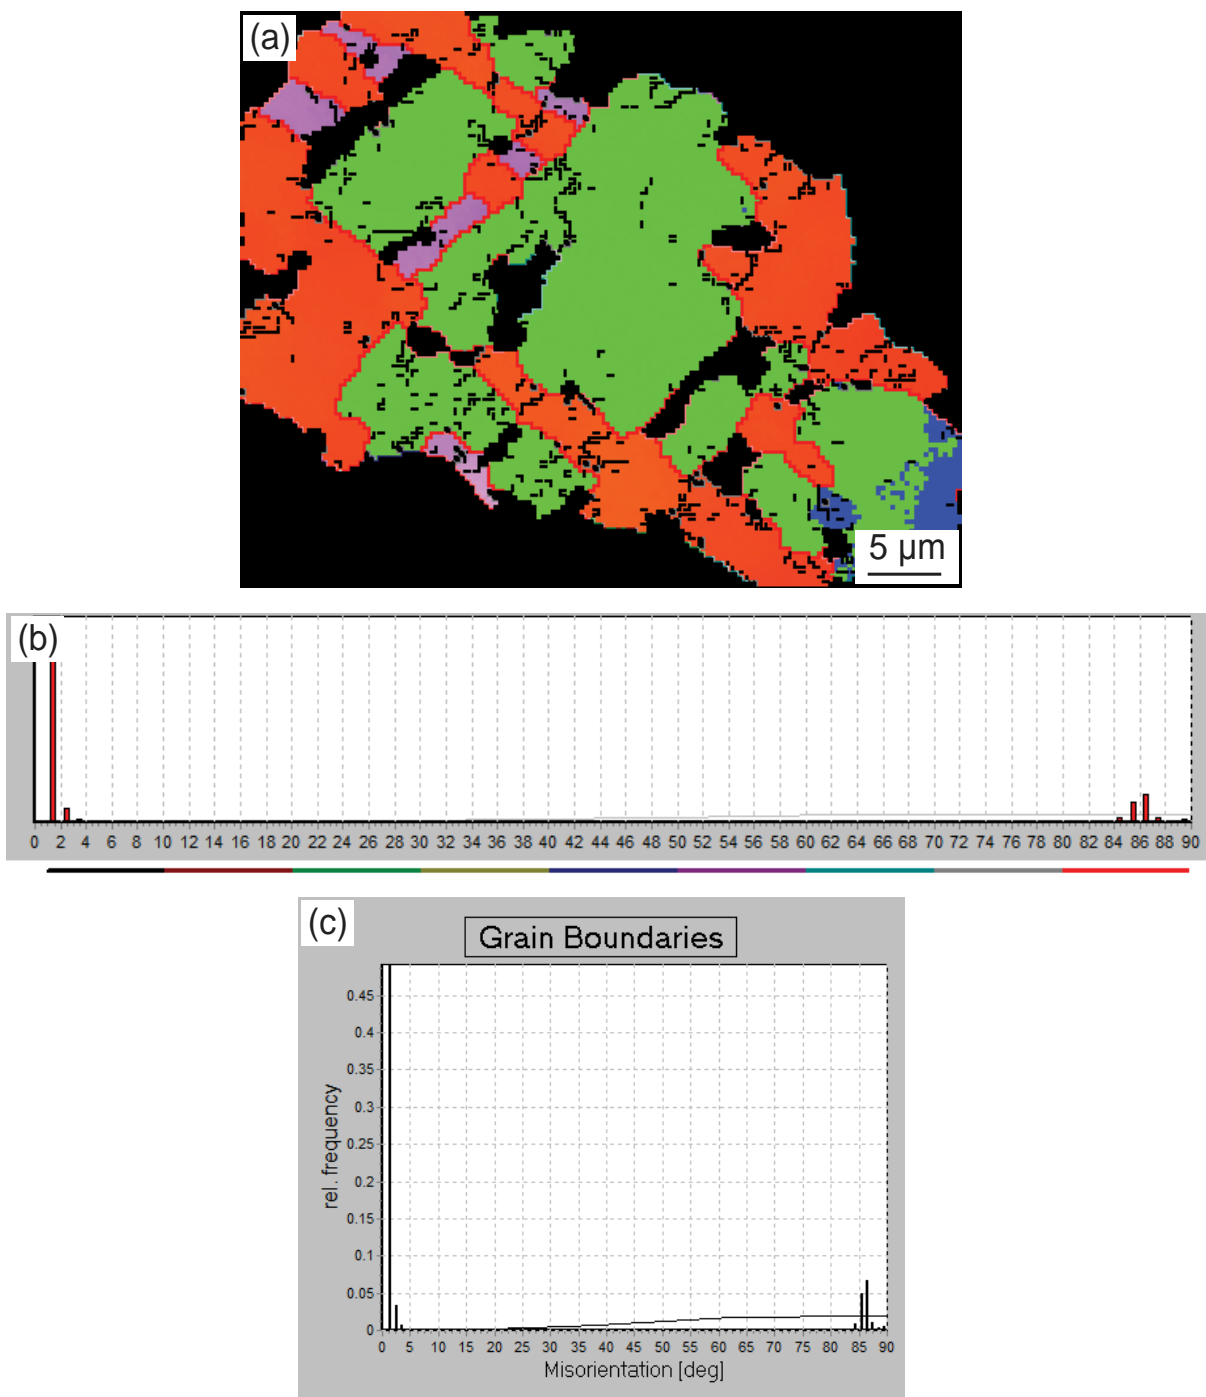 (a)
5 µm
(b)
0 2 4 6 8 10 12 14 16 18 20 22 24 26 28 30 32 34 36 38 40 42 44 46 48 50 52 54 56 58 60 62 64 66 68 70 72 74 76 78 80 82 84 86 88 90
(c)
Grain Boundaries
0.45
0.4
0.35
0.3
0.25
0.2
0.15
0.1
0.05
0
rel. frequency
0 5 10 15 20 25 30 35 40 45 50 55 60 65 70 75 80 85 90
Misorientation [deg]